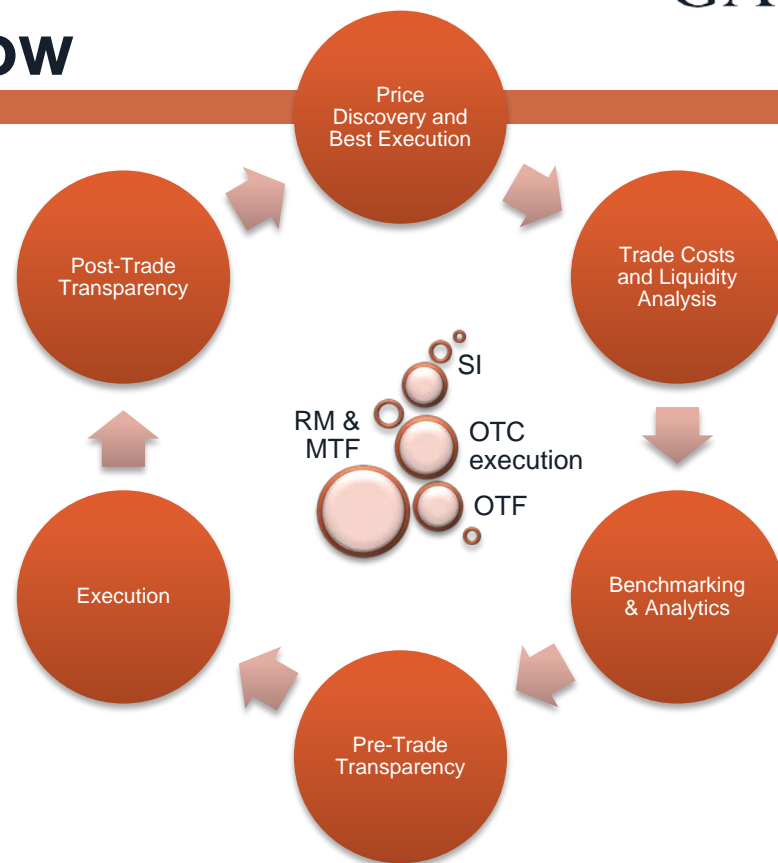 ow
Price
Discovery and
Best Execution
Trade Costs
and Liquidity
Analysis
Benchmarking
& Analytics
Pre-Trade
Transparency
Execution
Post-Trade
Transparency
SI
RM &
MTF
OTC
execution
OTF